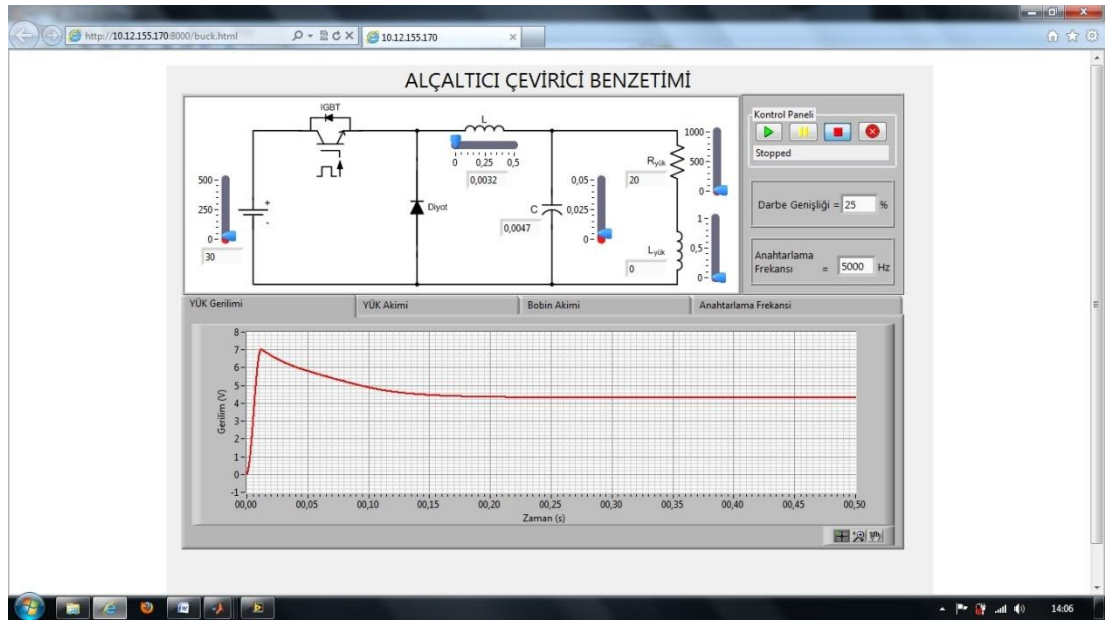 http://10.12.155.170:8000/buck.html
10.12.155.170
ALÇALTICI ÇEVİRİCİ BENZETİMİ
IGBT
L
0 0,25 0,5
0,0032
500
250
0
+
-
30
Diyot
C
0,0047
0,05
0,025
0
Ryük
20
1000
500
0
Lyük
0
1
0,5
0
Kontrol Paneli
Stopped
Darbe Genişliği = 25 %
Anahtarlama
Frekansı = 5000 Hz
YÜK Gerilimi
YÜK Akimi
Bobin Akimi
Anahtarlama Frekansi
8
7
6
5
4
3
2
1
0
-1
Gerilim (V)
00,00 00,05 00,10 00,15 00,20 00,25 00,30 00,35 00,40 00,45 00,50
Zaman (s)
14:06